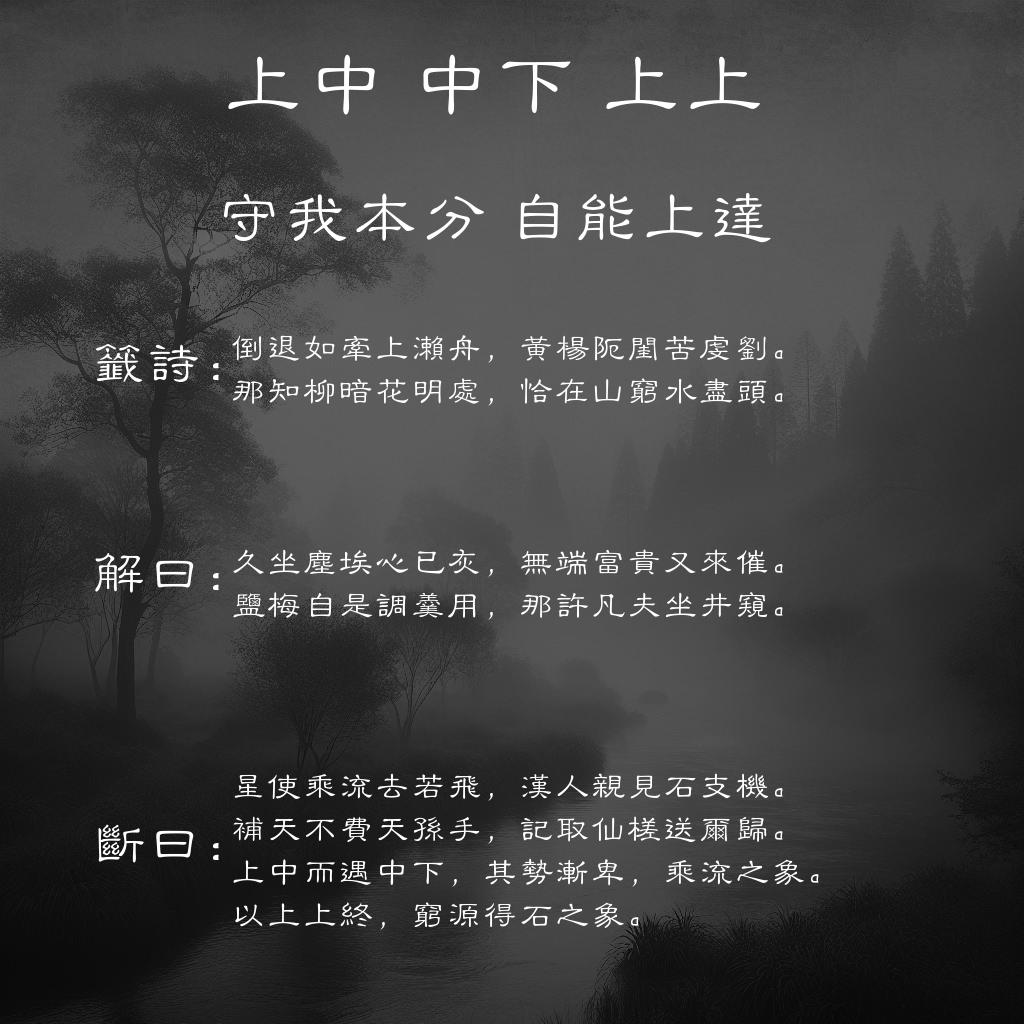 上中 中下 上上
守我本分 自能上達
籤詩：
倒退如牽上瀨舟，黃楊阨閏苦虔劉。
那知柳暗花明處，恰在山窮水盡頭。
解曰：
久坐塵埃心已灰，無端富貴又來催。
鹽梅自是調羹用，那許凡夫坐井窺。
斷曰：
星使乘流去若飛，漢人親見石支機。
補天不費天孫手，記取仙槎送爾歸。
上中而遇中下，其勢漸卑，乘流之象。
以上上終，窮源得石之象。